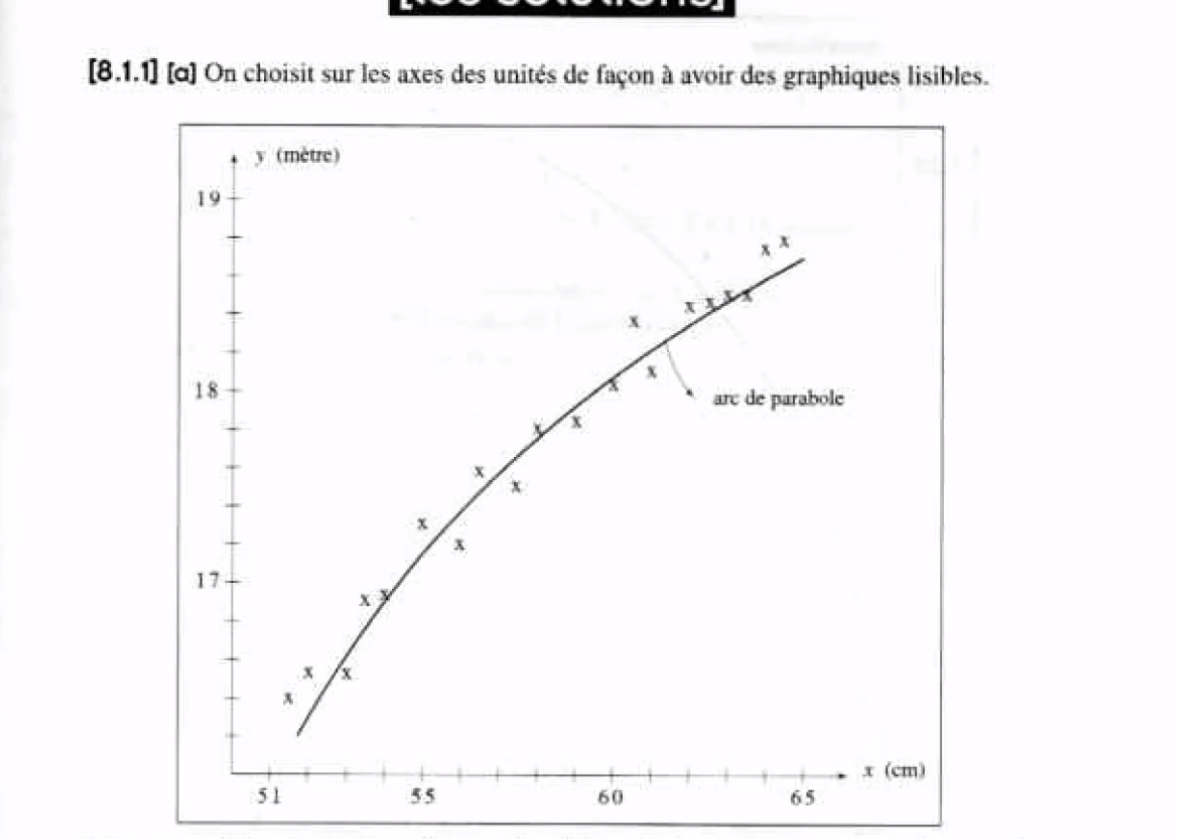 [8.1.1] [a] On choisit sur les axes des unités de façon à avoir des graphiques lisibles.
y (mètre)
19
18
arc de parabole
17
x (cm)
51 55 60 65